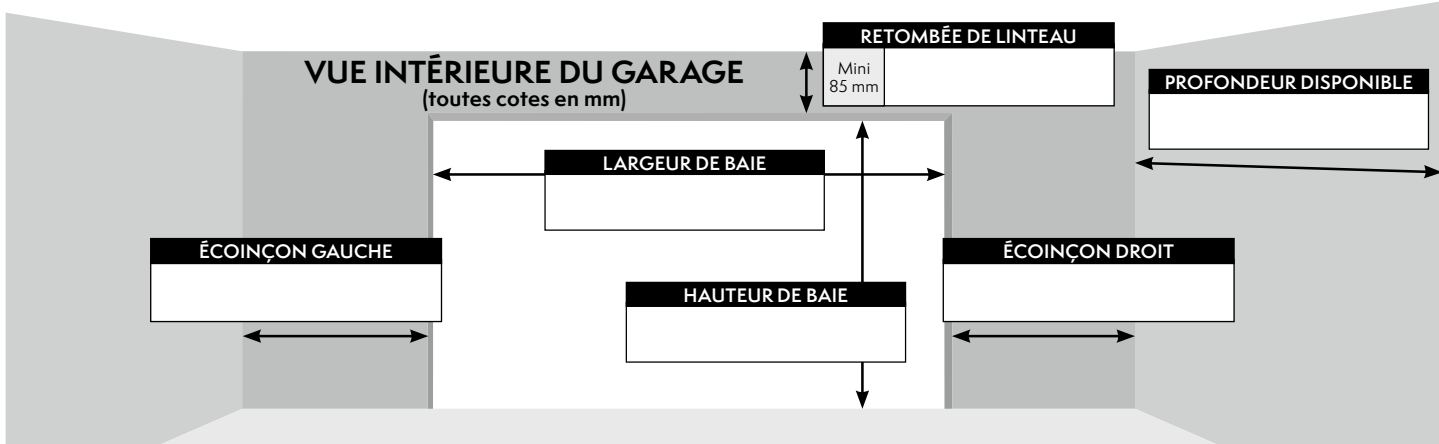 RETOMBÉE DE LINTEAU
Mini
85 mm
VUE INTÉRIEURE DU GARAGE
(toutes cotes en mm)
PROFONDEUR DISPONIBLE
LARGEUR DE BAIE
ÉCOINÇON GAUCHE
ÉCOINÇON DROIT
HAUTEUR DE BAIE